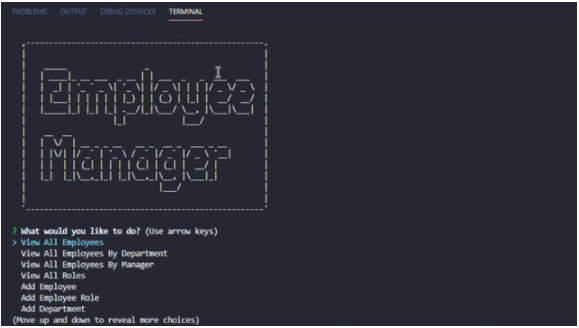 PROBLEMS OUTPUT DEBUG CONSOLE TERMINAL
Employee
Manager
? What would you like to do? (Use arrow keys)
> View All Employees
View All Employees By Department
View All Employees By Manager
View All Roles
Add Employee
Add Employee Role
Add Department
(Move up and down to reveal more choices)